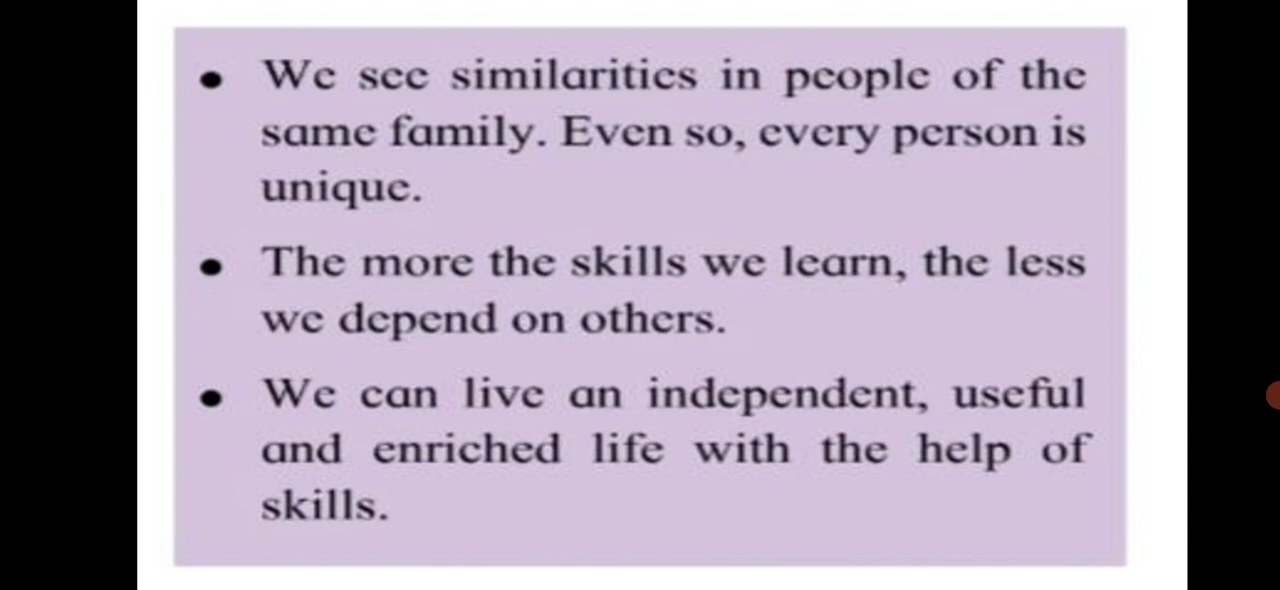 • We see similarities in people of the
same family. Even so, every person is
unique.
• The more the skills we learn, the less
we depend on others.
• We can live an independent, useful
and enriched life with the help of
skills.